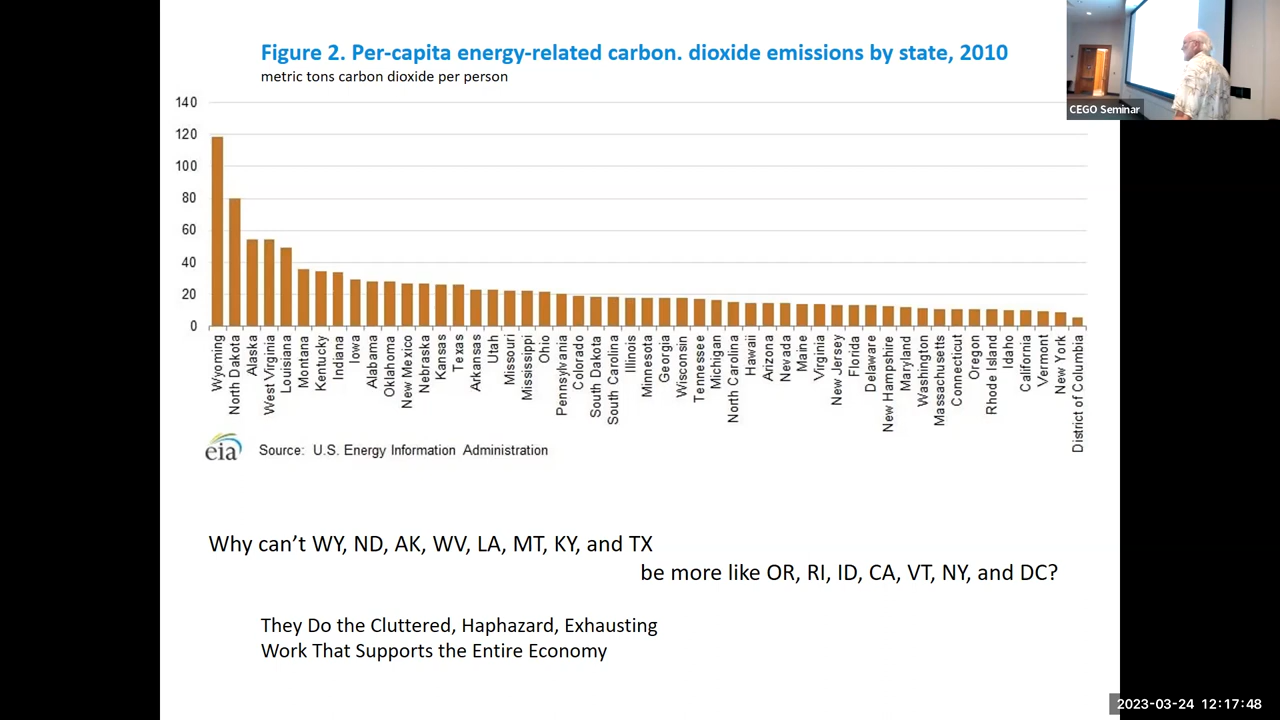 Figure 2. Per-capita energy-related carbon. dioxide emissions by state, 2010
metric tons carbon dioxide per person
CEGO Seminar
140
120
100
80
60
40
20
0
Wyoming
North Dakota
Alaska
West Virginia
Louisiana
Montana
Kentucky
Indiana
Iowa
Alabama
Oklahoma
New Mexico
Nebraska
Kansas
Texas
Arkansas
Utah
Missouri
Mississippi
Ohio
Pennsylvania
Colorado
South Dakota
South Carolina
Illinois
Minnesota
Georgia
Wisconsin
Tennessee
Michigan
North Carolina
Hawaii
Arizona
Nevada
Maine
Virginia
New Jersey
Florida
Delaware
New Hampshire
Maryland
Washington
Massachusetts
Connecticut
Oregon
Rhode Island
Idaho
California
Vermont
New York
District of Columbia
eia
Source: U.S. Energy Information Administration
Why can’t WY, ND, AK, WV, LA, MT, KY, and TX
be more like OR, RI, ID, CA, VT, NY, and DC?
They Do the Cluttered, Haphazard, Exhausting
Work That Supports the Entire Economy
2023-03-24 12:17:48